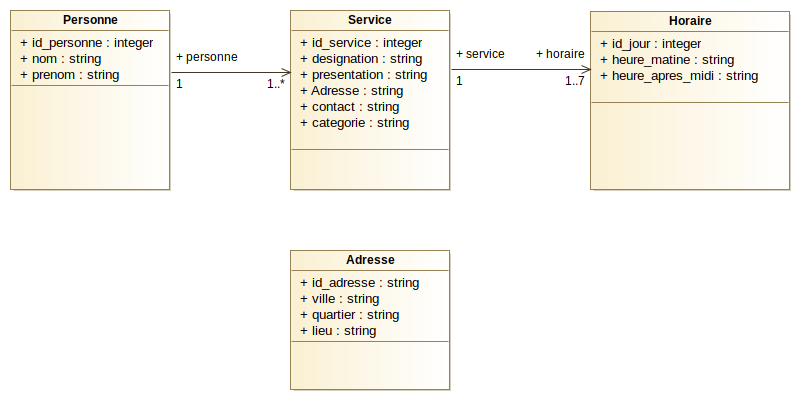 Personne
+ id_personne : integer
+ nom : string
+ prenom : string
+ personne
1
1..*
Service
+ id_service : integer
+ designation : string
+ presentation : string
+ Adresse : string
+ contact : string
+ categorie : string
+ service
+ horaire
1
1..7
Horaire
+ id_jour : integer
+ heure_matine : string
+ heure_apres_midi : string
Adresse
+ id_adresse : string
+ ville : string
+ quartier : string
+ lieu : string